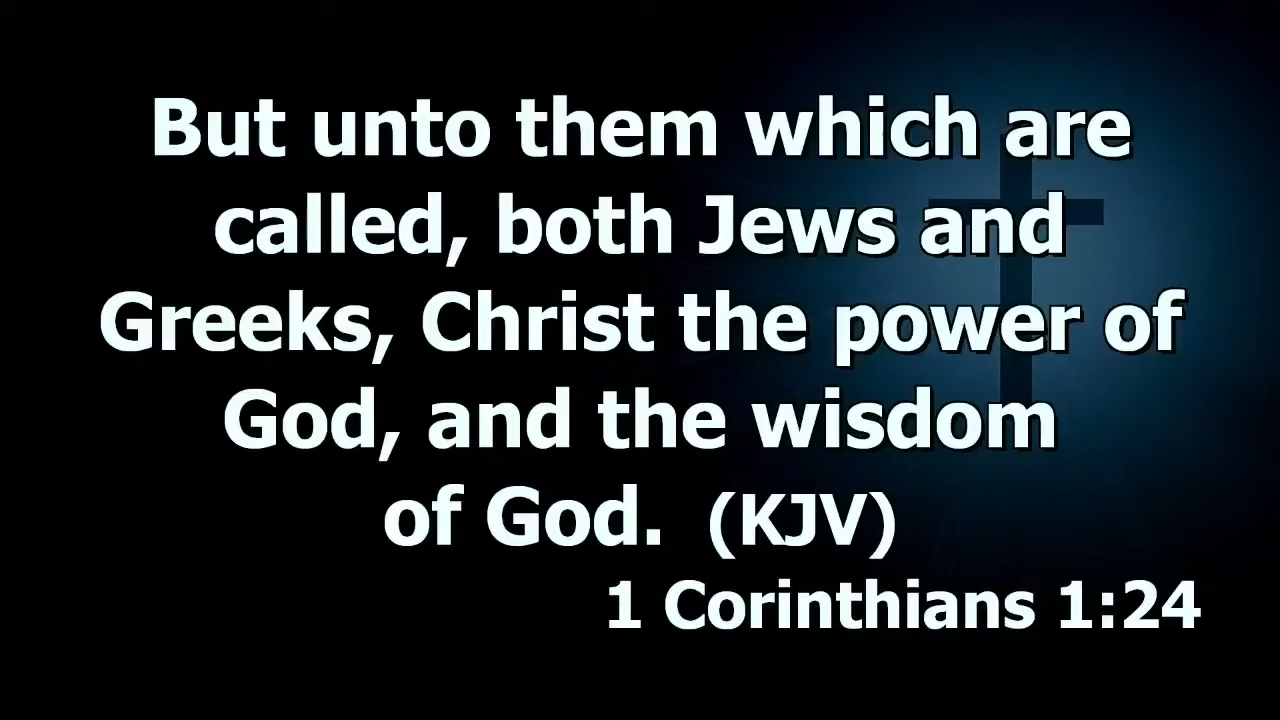 But unto them which are
called, both Jews and
Greeks, Christ the power of
God, and the wisdom
of God.  (KJV)
1 Corinthians 1:24